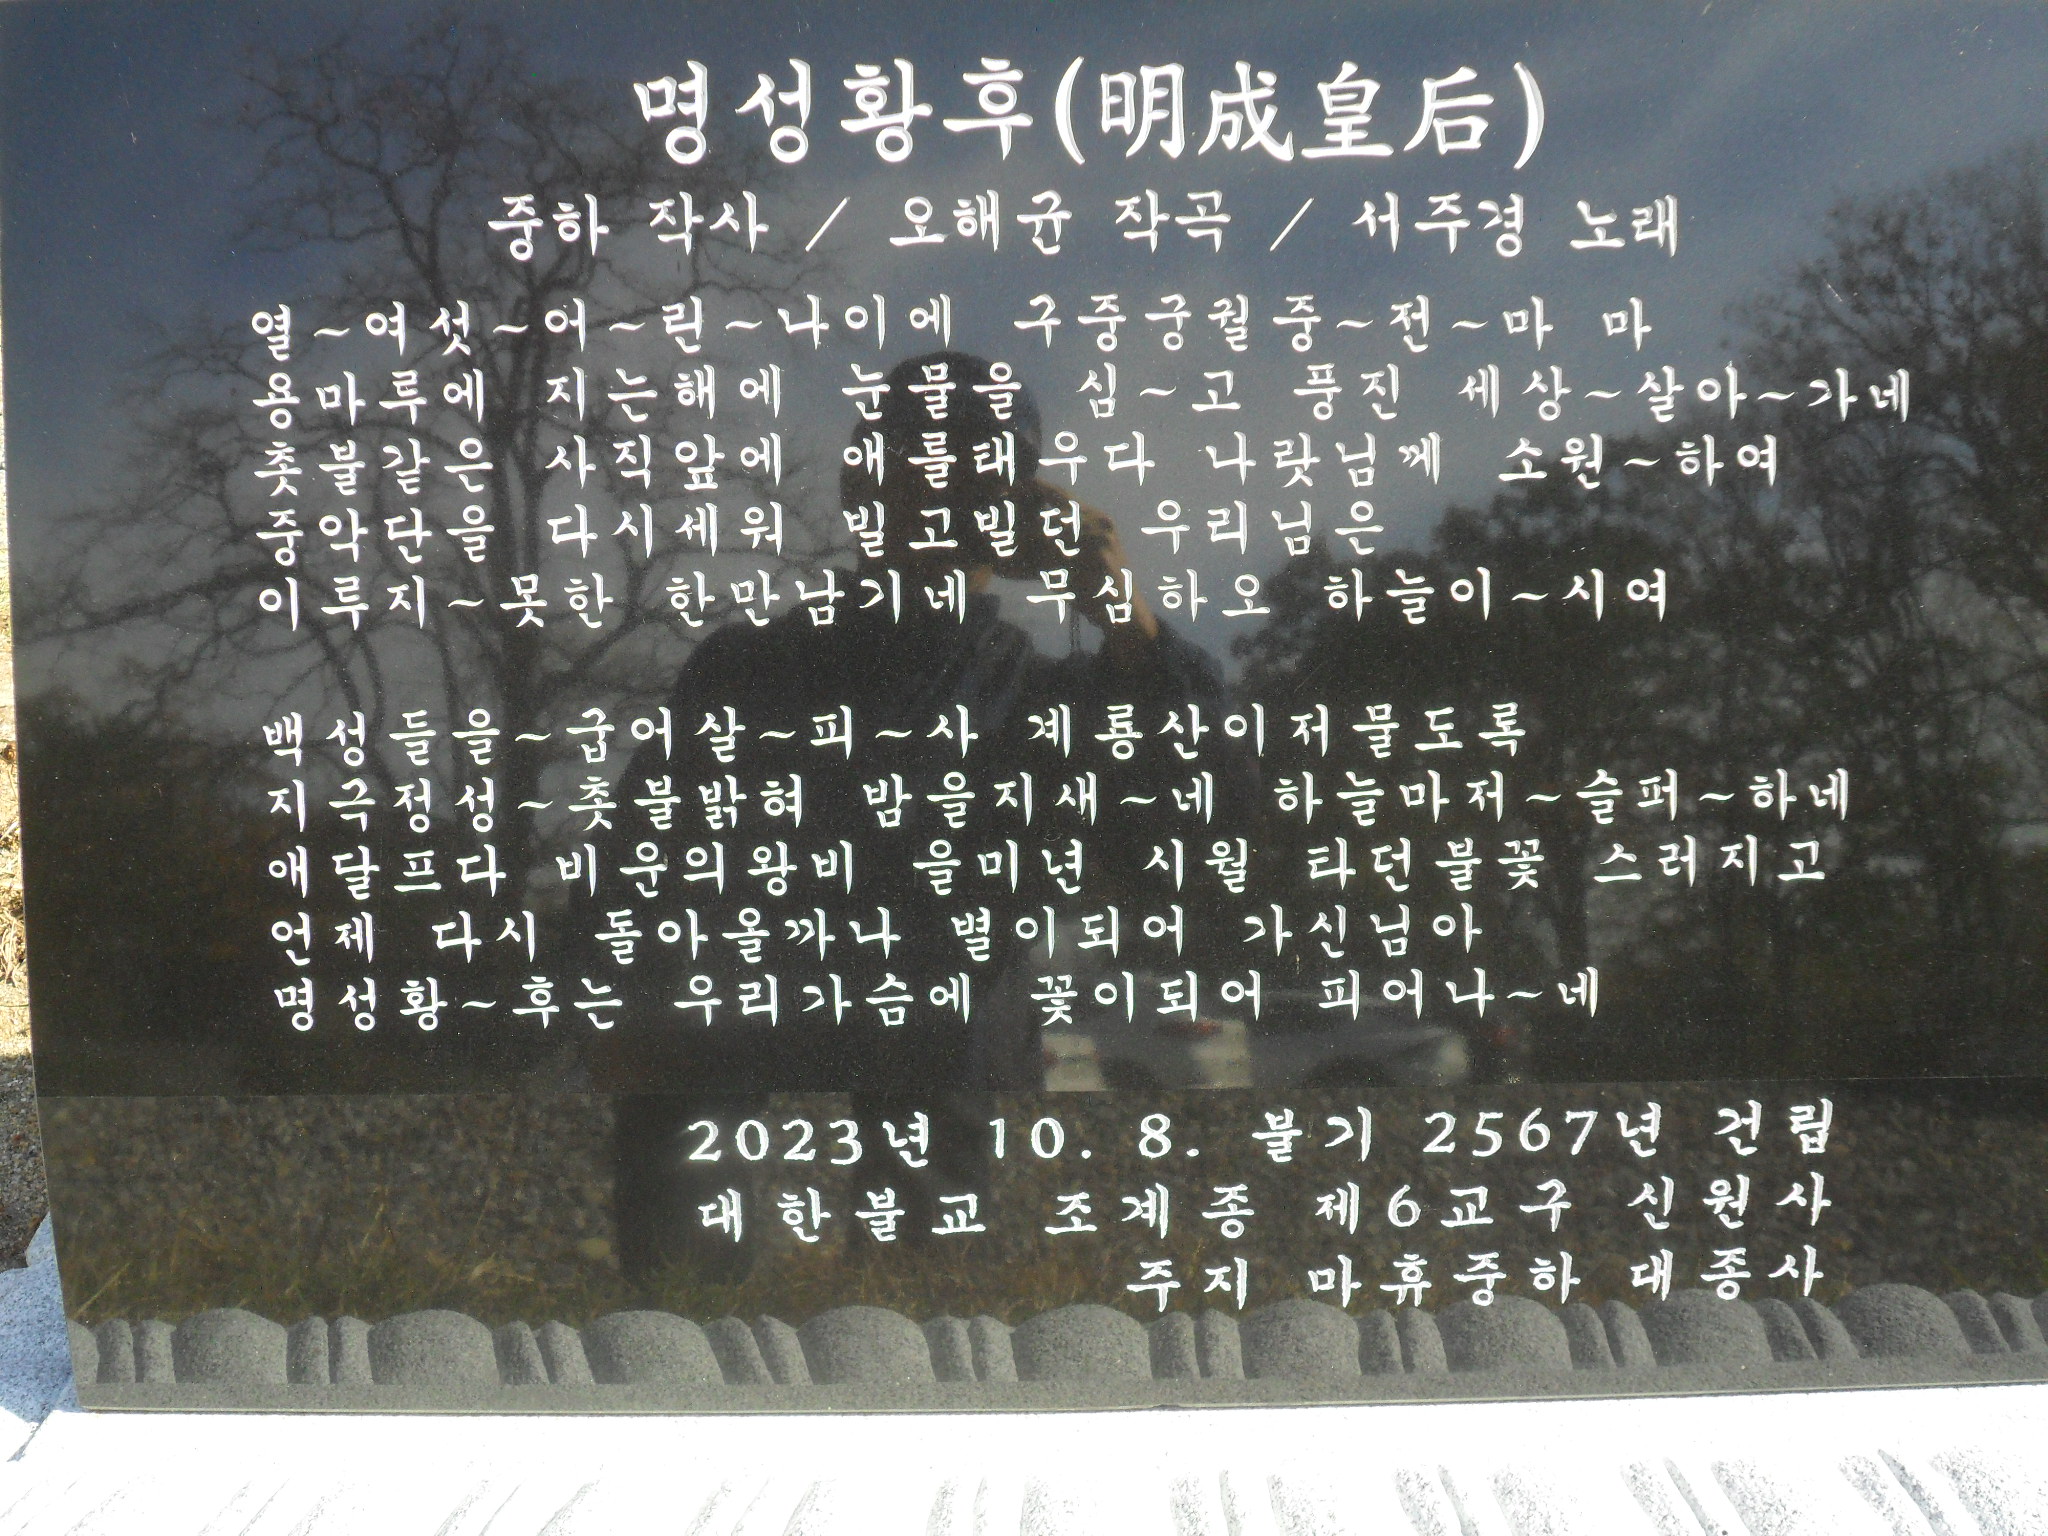 명성황후(明成皇后)
중하 작사 / 오해균 작곡 / 서주경 노래
열~여섯~어~린~나이에 구중궁궐중~전~마 마
용마루에 지는해에 눈물을 심~고 풍진 세상~살아~가네
촛불같은 사직앞에 애를태우다 나랏님께 소원~하여
중악단을 다시세워 빌고빌던 우리님은
이루지~못한 한만남기네 무심하오 하늘이~시여
백성들을~굽어살~피~사 계룡산이저물도록
지극정성~촛불밝혀 밤을지새~네 하늘마저~슬퍼~하네
애달프다 비운의왕비 을미년 시월 타던불꽃 스러지고
언제 다시 돌아올까나 별이되어 가신님아
명성황~후는 우리가슴에 꽃이되어 피어나~네
2023년 10. 8. 불기 2567년 건립
대한불교 조계종 제6교구 신원사
주지 마휴중하 대종사